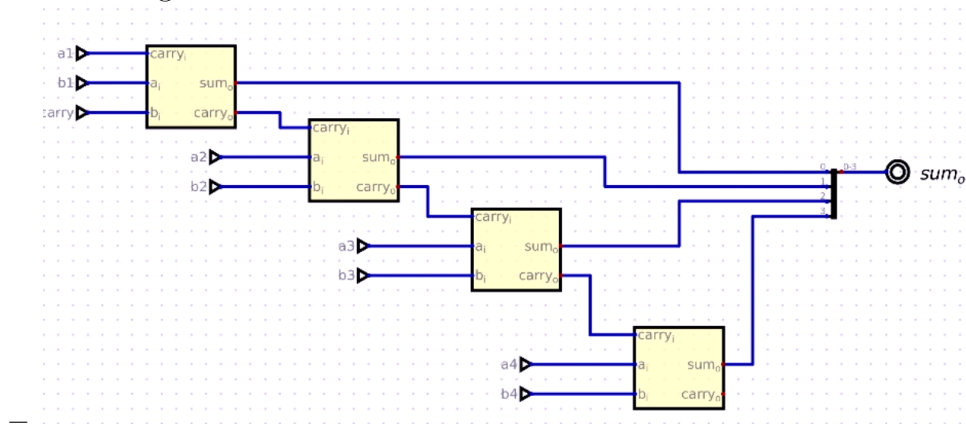 a1 carryᵢ
b1 aᵢ sumₒ
carry bᵢ carryₒ
carryᵢ
a2 aᵢ sumₒ
b2 bᵢ carryₒ
0 0-3
1
2
3
sumₒ
carryᵢ
a3 aᵢ sumₒ
b3 bᵢ carryₒ
carryᵢ
a4 aᵢ sumₒ
b4 bᵢ carryₒ